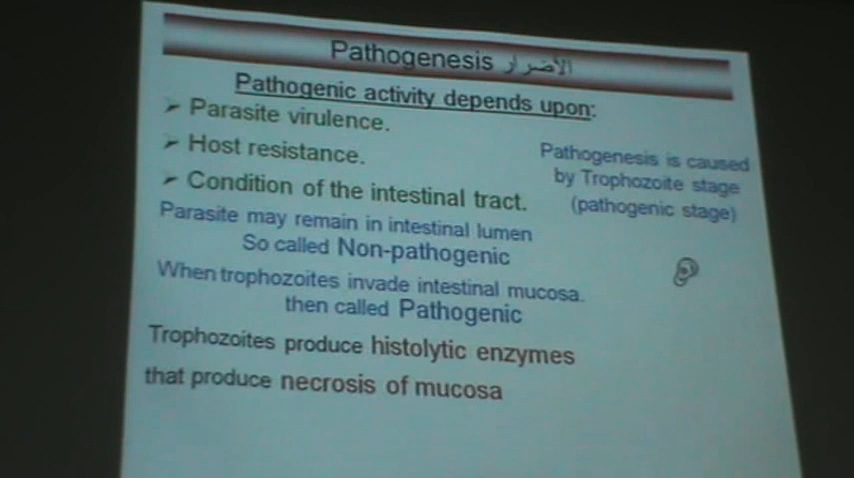 Pathogenesis الأضرار
Pathogenic activity depends upon:
➢ Parasite virulence.
➢ Host resistance.
➢ Condition of the intestinal tract.
Pathogenesis is caused
by Trophozoite stage
(pathogenic stage)
Parasite may remain in intestinal lumen
So called Non-pathogenic
When trophozoites invade intestinal mucosa.
then called Pathogenic
Trophozoites produce histolytic enzymes
that produce necrosis of mucosa